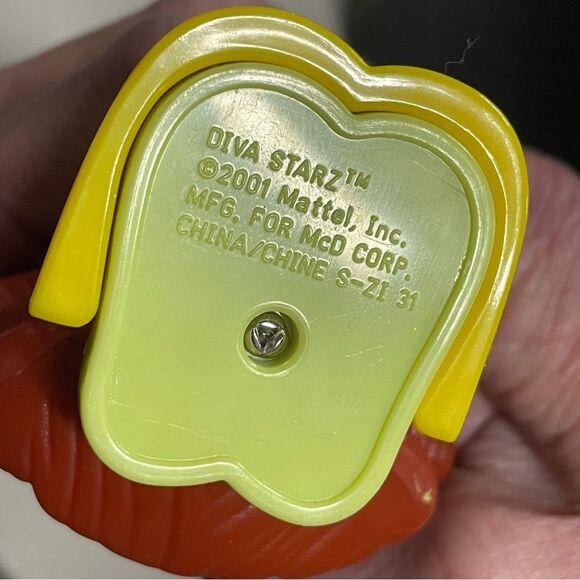 DIVA STARZ™
©2001 Mattel, Inc.
MFG. FOR McD CORP.
CHINA/CHINE S-ZI 31